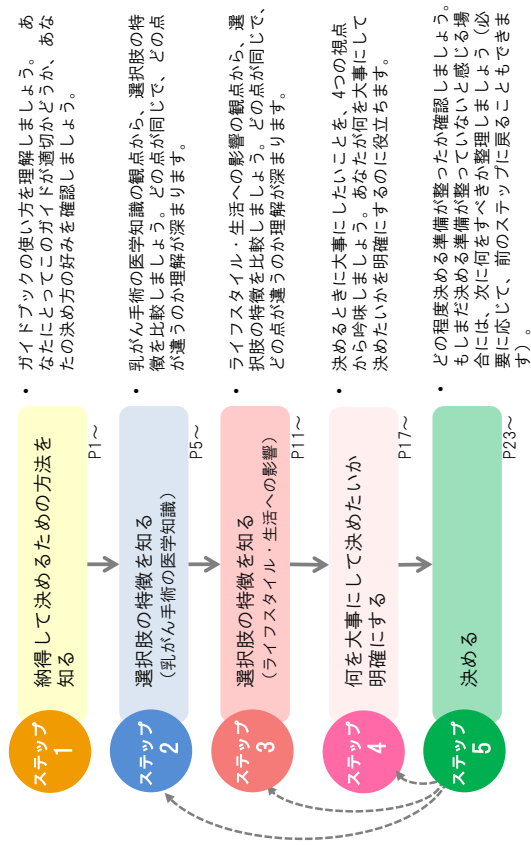 ステップ
1
納得して決めるための方法を
知る
P1～
・ ガイドブックの使い方を理解しましょう。 あ
なたにとってこのガイドが適切かどうか、あな
たの決め方の好みを確認しましょう。
ステップ
2
選択肢の特徴を知る
（乳がん手術の医学知識）
P5～
・ 乳がん手術の医学知識の観点から、選択肢の特
徴を比較しましょう。どの点が同じで、どの点
が違うのか理解が深まります。
ステップ
3
選択肢の特徴を知る
（ライフスタイル・生活への影響）
P11～
・ ライフスタイル・生活への影響の観点から、選
択肢の特徴を比較しましょう。どの点が同じで、
どの点が違うのか理解が深まります。
ステップ
4
何を大事にして決めたいか
明確にする
P17～
決めるときに大事にしたいことを、4つの視点
から吟味しましょう。あなたが何を大事にして
決めたいかを明確にするのに役立ちます。
ステップ
5
決める
P23～
・ どの程度決める準備が整ったか確認しましょう。
もしまだ決める準備が整っていないと感じる場
合には、次に何をすべきか整理しましょう（必
要に応じて、前のステップに戻ることもできま
す）。